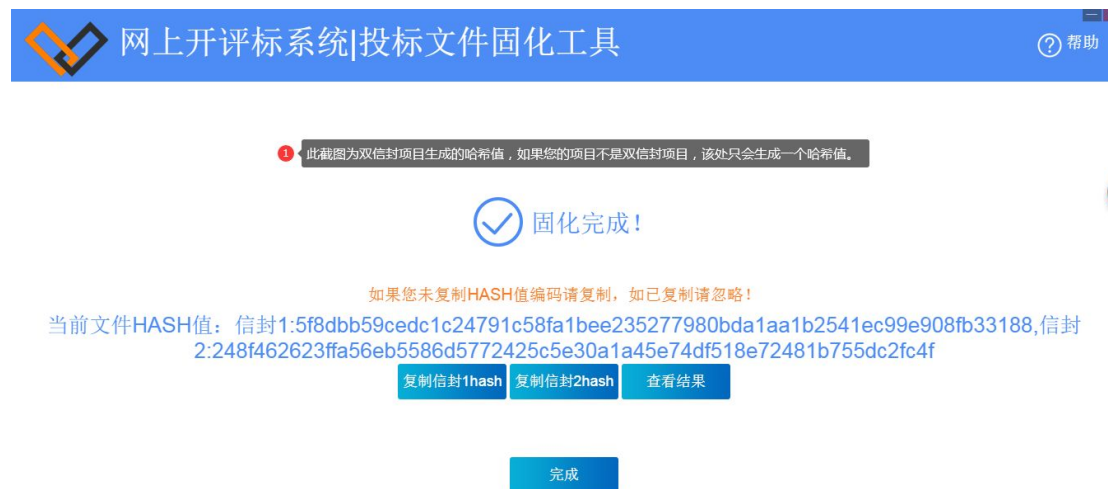 网上开评标系统|投标文件固化工具
? 帮助
1 此截图为双信封项目生成的哈希值，如果您的项目不是双信封项目，该处只会生成一个哈希值。
固化完成！
如果您未复制HASH值编码请复制，如已复制请忽略！
当前文件HASH值：信封1:5f8dbb59cedc1c24791c58fa1bee235277980bda1aa1b2541ec99e908fb33188,信封
2:248f462623ffa56eb5586d5772425c5e30a1a45e74df518e72481b755dc2fc4f
复制信封1hash 复制信封2hash 查看结果
完成